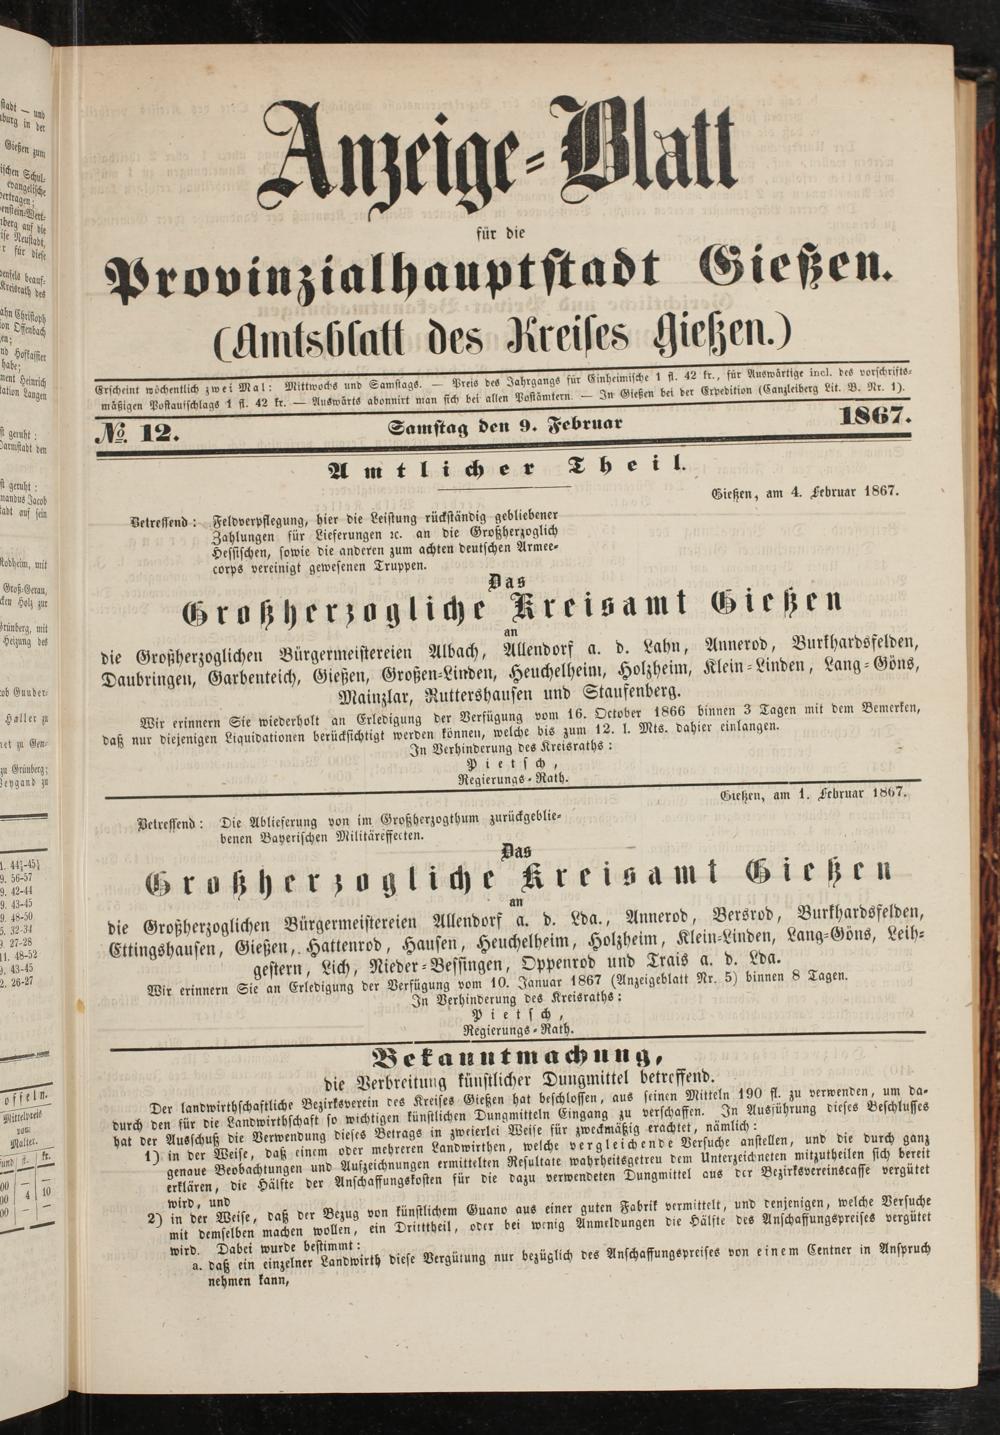 Anzeige-Blatt
für die
Provinzialhauptstadt Gießen.
(Amtsblatt des Kreises Gießen.)
Erscheint wöchentlich zwei Mal: Mittwochs und Samstags. — Preis des Jahrgangs für Einheimische 1 fl. 42 kr., für Auswärtige incl. des vorschrifts-
mäßigen Postaufschlags 1 fl. 42 kr. — Auswärts abonnirt man sich bei allen Postämtern. — In Gießen bei der Expedition (Canzleiberg Lit. B. Nr. 1).
No. 12. Samstag den 9. Februar 1867.
Amtlicher Theil.
Gießen, am 4. Februar 1867.
Betreffend: Feldverpflegung, hier die Leistung rückständig gebliebener
Zahlungen für Lieferungen ꝛc. an die Großherzoglich
Hessischen, sowie die anderen zum achten deutschen Armee-
corps vereinigt gewesenen Truppen.
Das
Großherzogliche Kreisamt Gießen
an
die Großherzoglichen Bürgermeistereien Albach, Allendorf a. d. Lahn, Annerod, Burkhardsfelden,
Daubringen, Garbenteich, Gießen, Großen-Linden, Heuchelheim, Holzheim, Klein-Linden, Lang-Göns,
Mainzlar, Ruttershausen und Staufenberg.
Wir erinnern Sie wiederholt an Erledigung der Verfügung vom 16. October 1866 binnen 3 Tagen mit dem Bemerken,
daß nur diejenigen Liquidationen berücksichtigt werden können, welche bis zum 12. l. Mts. dahier einlangen.
In Verhinderung des Kreisraths:
Pietsch,
Regierungs-Rath.
Gießen, am 1. Februar 1867.
Betreffend: Die Ablieferung von im Großherzogthum zurückgeblie-
benen Bayerischen Militäreffecten.
Das
Großherzogliche Kreisamt Gießen
an
die Großherzoglichen Bürgermeistereien Allendorf a. d. Lda., Annerod, Bersrod, Burkhardsfelden,
Ettingshausen, Gießen, Hattenrod, Hausen, Heuchelheim, Holzheim, Klein-Linden, Lang-Göns, Leih-
gestern, Lich, Nieder-Bessingen, Oppenrod und Trais a. d. Lda.
Wir erinnern Sie an Erledigung der Verfügung vom 10. Januar 1867 (Anzeigeblatt Nr. 5) binnen 8 Tagen.
In Verhinderung des Kreisraths:
Pietsch,
Regierungs-Rath.
Bekanntmachung,
die Verbreitung künstlicher Dungmittel betreffend.
Der landwirthschaftliche Bezirksverein des Kreises Gießen hat beschlossen, aus seinen Mitteln 190 fl. zu verwenden, um da-
durch den für die Landwirthschaft so wichtigen künstlichen Dungmitteln Eingang zu verschaffen. In Ausführung dieses Beschlusses
hat der Ausschuß die Verwendung dieses Betrags in zweierlei Weise für zweckmäßig erachtet, nämlich:
1) in der Weise, daß einem oder mehreren Landwirthen, welche vergleichende Versuche anstellen, und die durch ganz
genaue Beobachtungen und Aufzeichnungen ermittelten Resultate wahrheitsgetreu dem Unterzeichneten mitzutheilen sich bereit
erklären, die Hälfte der Anschaffungskosten für die dazu verwendeten Dungmittel aus der Bezirksvereinscasse vergütet
wird, und
2) in der Weise, daß der Bezug von künstlichem Guano aus einer guten Fabrik vermittelt, und denjenigen, welche Versuche
mit demselben machen wollen, ein Dritttheil, oder bei wenig Anmeldungen die Hälfte des Anschaffungspreises vergütet
wird. Dabei wurde bestimmt:
a. daß ein einzelner Landwirth diese Vergütung nur bezüglich des Anschaffungspreises von einem Centner in Anspruch
nehmen kann,